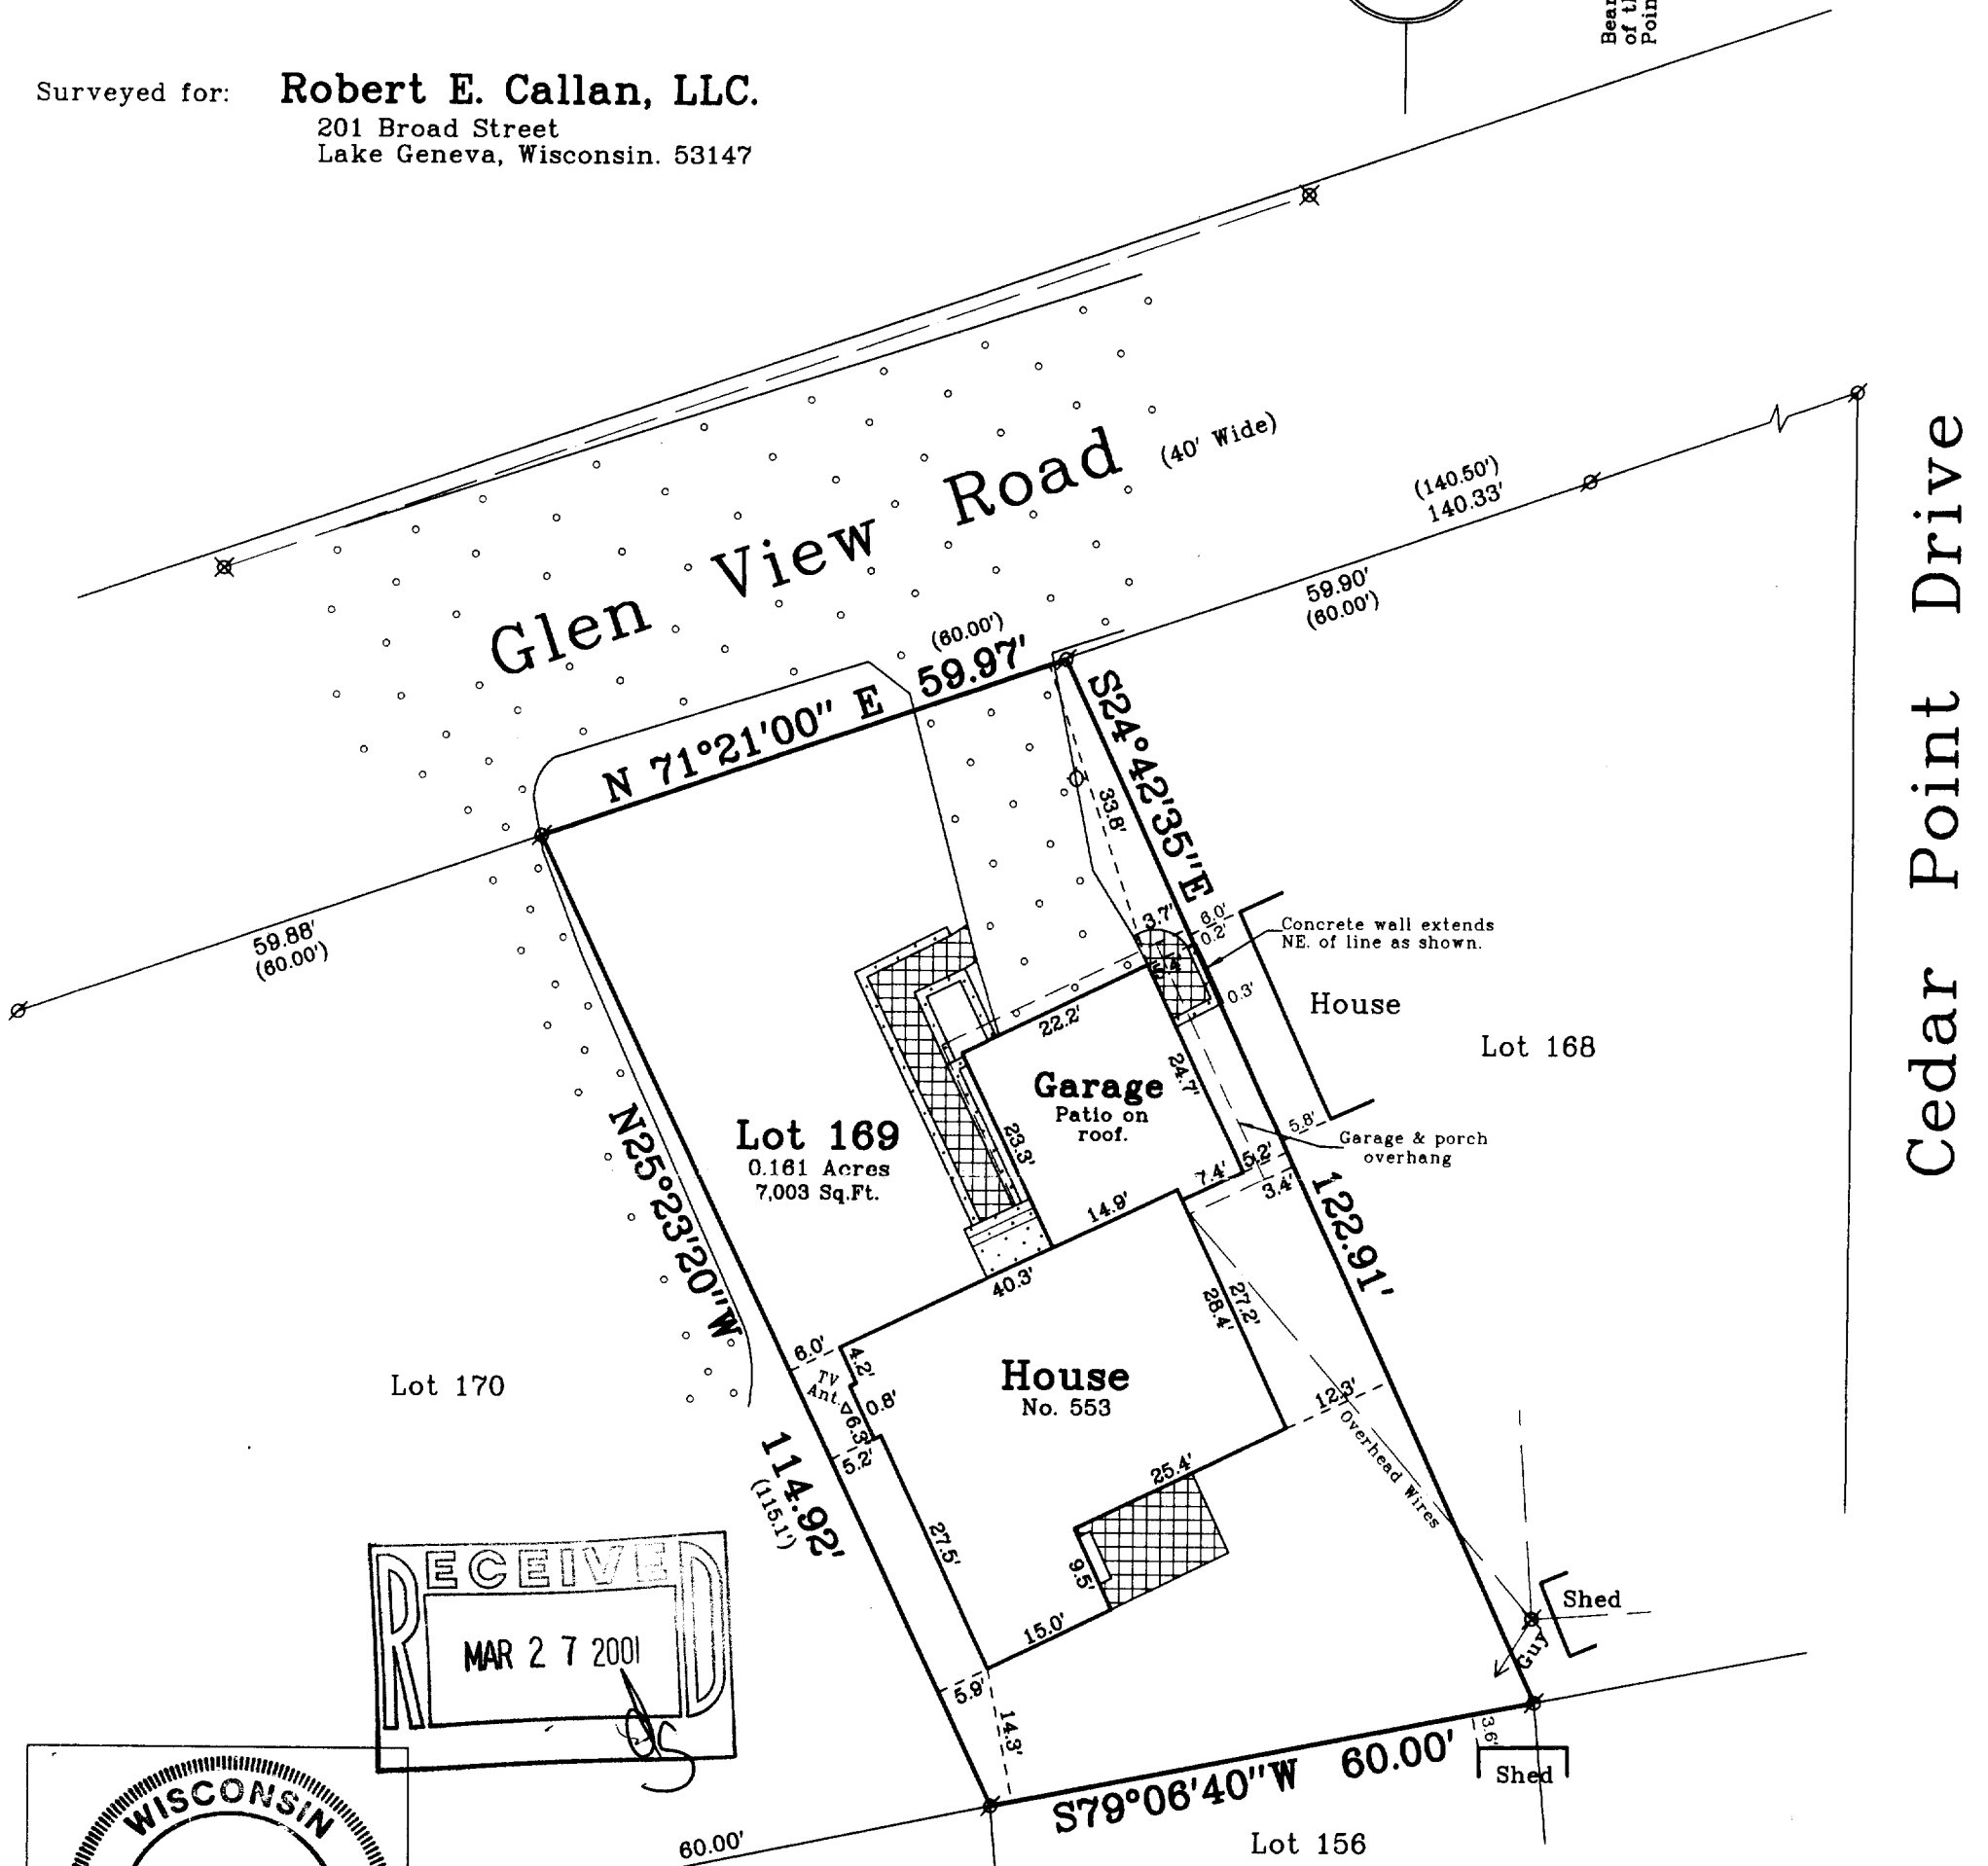 Bear
of th
Poin
Surveyed for: Robert E. Callan, LLC.
201 Broad Street
Lake Geneva, Wisconsin. 53147
Glen View Road (40' Wide)
(140.50')
140.33'
59.90'
(60.00')
(60.00')
N 71°21'00" E 59.97'
S24°42'35"E
122.91'
33.8'
59.88'
(60.00')
3.7'
6.0'
0.2'
Concrete wall extends
NE. of line as shown.
0.3'
House
Lot 168
Cedar Point Drive
22.2'
24.7'
Garage
Patio on
roof.
23.3'
Lot 169
0.161 Acres
7,003 Sq.Ft.
5.8'
Garage & porch
overhang
5.2'
7.4'
3.4'
14.9'
40.3'
N25°23'20"W
114.92'
(115.1')
27.2'
28.4'
6.0'
4.2'
TV
Ant.
0.8'
6.3'
5.2'
Lot 170
House
No. 553
12.3'
Overhead Wires
25.4'
27.5'
9.5'
15.0'
5.9'
14.3'
Shed
Guy
3.6'
Shed
S79°06'40"W 60.00'
Lot 156
60.00'
RECEIVED
MAR 27 2001
WISCONSIN